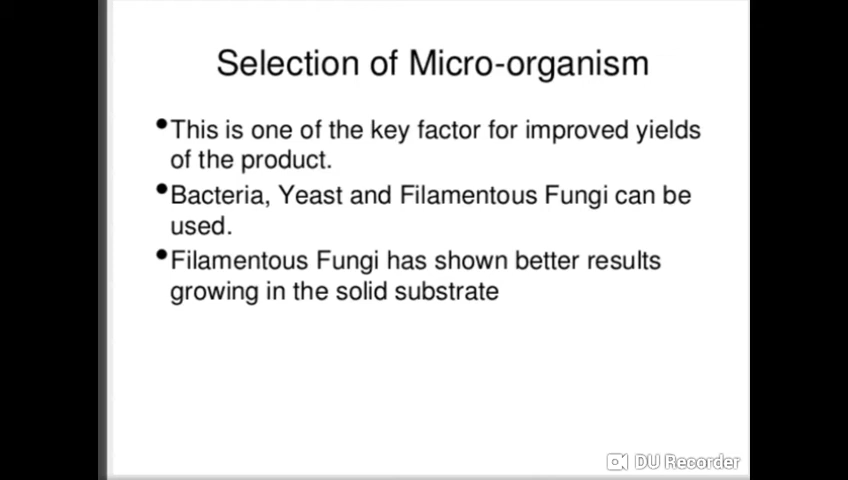 Selection of Micro-organism
•This is one of the key factor for improved yields
of the product.
•Bacteria, Yeast and Filamentous Fungi can be
used.
•Filamentous Fungi has shown better results
growing in the solid substrate
DU Recorder